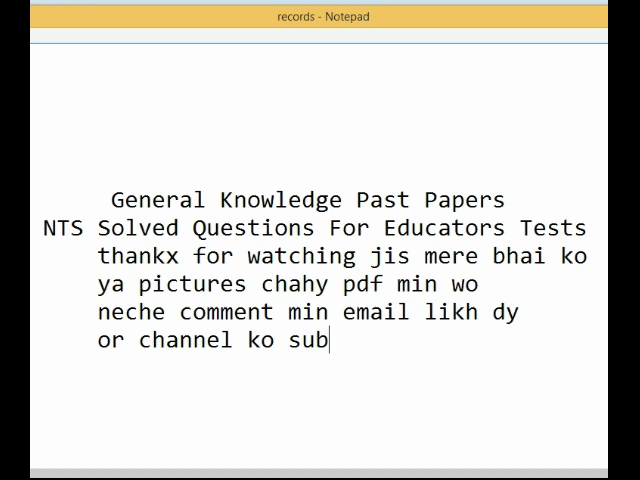 records - Notepad
General Knowledge Past Papers
NTS Solved Questions For Educators Tests
thankx for watching jis mere bhai ko
ya pictures chahy pdf min wo
neche comment min email likh dy
or channel ko sub